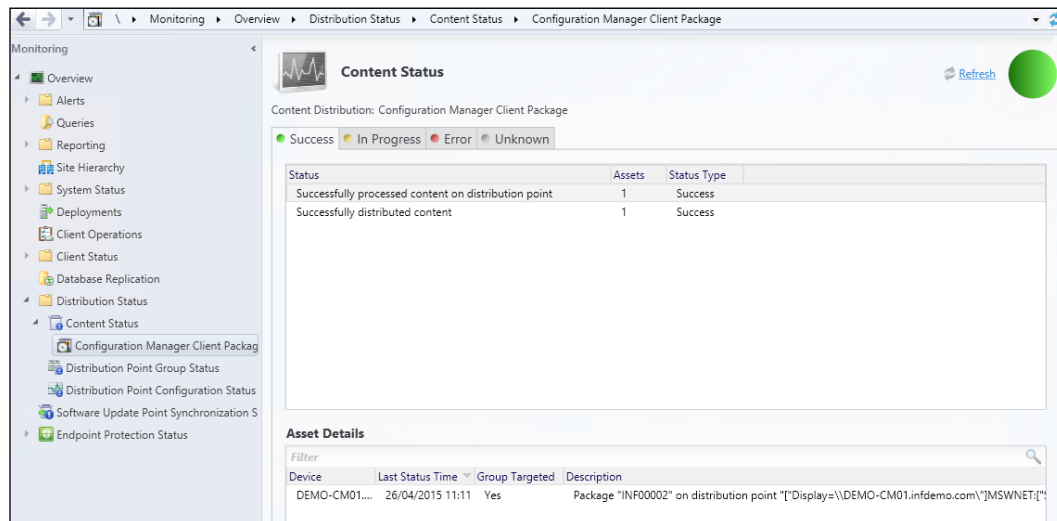 \ Monitoring Overview Distribution Status Content Status Configuration Manager Client Package
Monitoring
Overview
Alerts
Queries
Reporting
Site Hierarchy
System Status
Deployments
Client Operations
Client Status
Database Replication
Distribution Status
Content Status
Configuration Manager Client Packag
Distribution Point Group Status
Distribution Point Configuration Status
Software Update Point Synchronization S
Endpoint Protection Status
Content Status
Refresh
Content Distribution: Configuration Manager Client Package
Success In Progress Error Unknown
Status Assets Status Type
Successfully processed content on distribution point 1 Success
Successfully distributed content 1 Success
Asset Details
Filter
Device Last Status Time Group Targeted Description
DEMO-CM01.... 26/04/2015 11:11 Yes Package "INF00002" on distribution point "["Display=\\DEMO-CM01.infdemo.com\"]MSWNET:["S